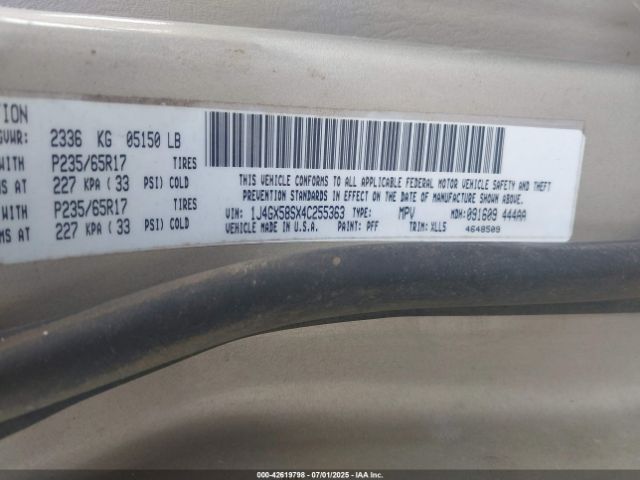 TION
GVWR: 2336 KG 05150 LB
WITH P235/65R17 TIRES
MS AT 227 KPA ( 33 PSI) COLD
WITH P235/65R17 TIRES
MS AT 227 KPA ( 33 PSI) COLD
THIS VEHICLE CONFORMS TO ALL APPLICABLE FEDERAL MOTOR VEHICLE SAFETY AND THEFT
PREVENTION STANDARDS IN EFFECT ON THE DATE OF MANUFACTURE SHOWN ABOVE.
VIN: 1J4GX58SX4C255363 TYPE: MPV MDH: 091609 444AA
VEHICLE MADE IN U.S.A. PAINT: PFF TRIM: XLL5 4648509
000-42619798 - 07/01/2025 - IAA Inc.